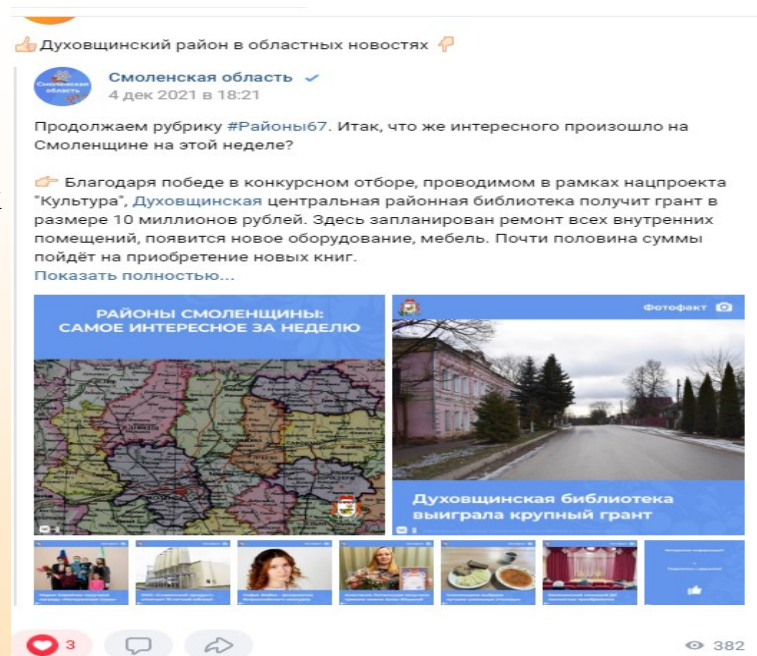 👍Духовщинский район в областных новостях 👎
Смоленская область
4 дек 2021 в 18:21
Продолжаем рубрику #Районы67. Итак, что же интересного произошло на
Смоленщине на этой неделе?
👉 Благодаря победе в конкурсном отборе, проводимом в рамках нацпроекта
"Культура", Духовщинская центральная районная библиотека получит грант в
размере 10 миллионов рублей. Здесь запланирован ремонт всех внутренних
помещений, появится новое оборудование, мебель. Почти половина суммы
пойдёт на приобретение новых книг.
Показать полностью...
РАЙОНЫ СМОЛЕНЩИНЫ:
САМОЕ ИНТЕРЕСНОЕ ЗА НЕДЕЛЮ
Фотофакт
Духовщинская библиотека
выиграла крупный грант
3
382